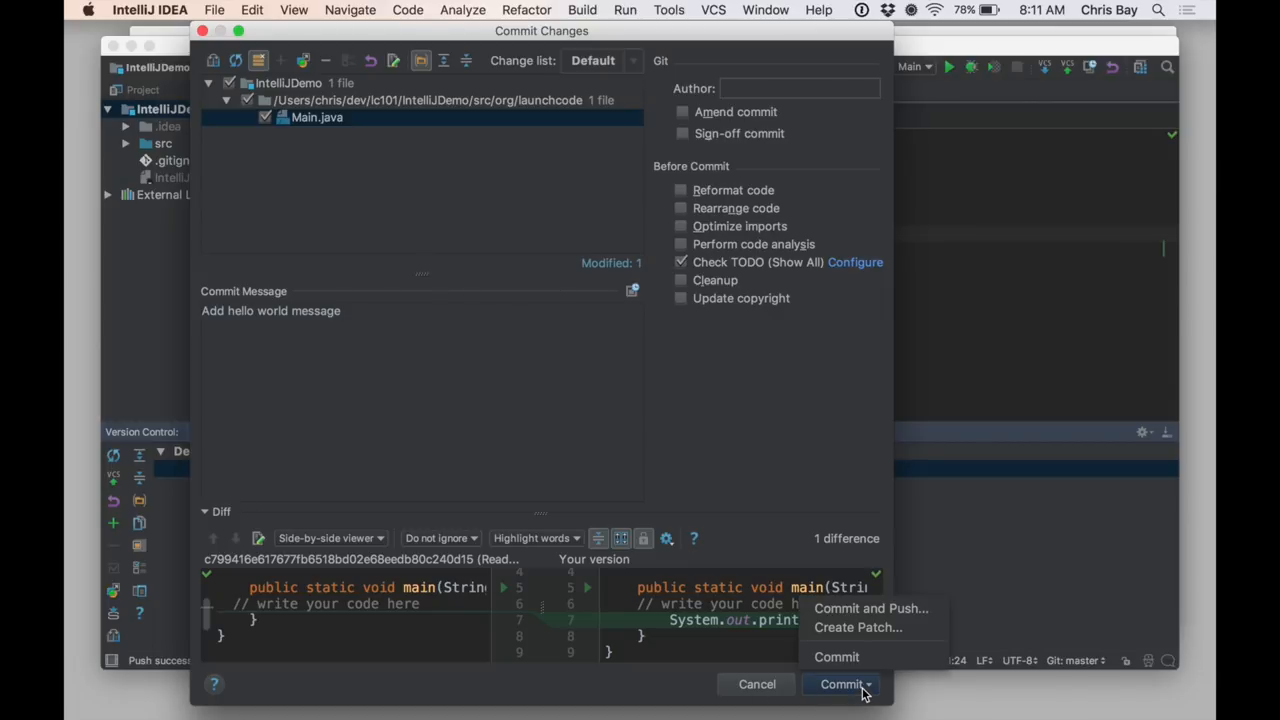 IntelliJ IDEA File Edit View Navigate Code Analyze Refactor Build Run Tools VCS Window Help 78% 8:11 AM Chris Bay
Commit Changes
IntelliJDemo
Main
Project
Change list: Default
Git
IntelliJDemo 1 file
Author:
/Users/chris/dev/lc101/IntelliJDemo/src/org/launchcode 1 file
IntelliJD
Main.java
Amend commit
.idea
Sign-off commit
src
.gitign
Before Commit
IntelliJ
Reformat code
External L
Rearrange code
Optimize imports
Perform code analysis
Modified: 1
Check TODO (Show All) Configure
Cleanup
Commit Message
Update copyright
Add hello world message
Version Control:
De
VCS
Diff
Side-by-side viewer Do not ignore Highlight words ? 1 difference
c799416e617677fb6518bd02e68eedb80c240d15 (Read... Your version
4 4
public static void main(String 5 5 public static void main(Stri
// write your code here 6 6 // write your code h
} 7 7 System.out.print
} 8 8 }
9 9 }
Commit and Push...
Create Patch...
Commit
Push success
:24 LF UTF-8 Git: master
? Cancel Commit